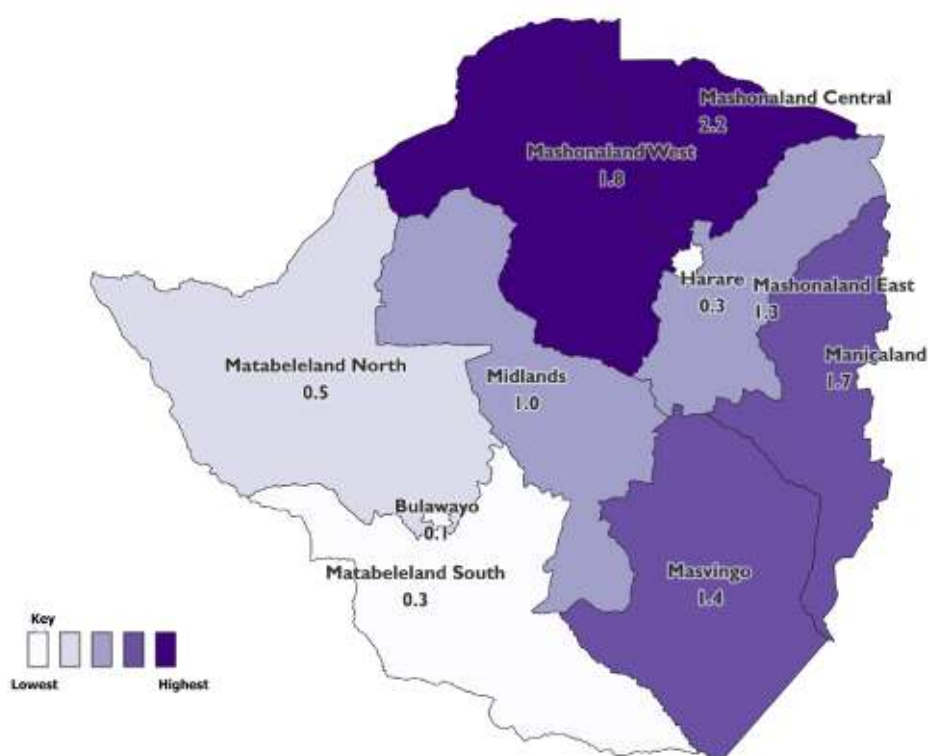 Mashonaland Central
2.2
Mashonaland West
1.8
Harare
0.3
Mashonaland East
1.3
Manicaland
1.7
Matabeleland North
0.5
Midlands
1.0
Bulawayo
0.1
Matabeleland South
0.3
Masvingo
1.4
Key
Lowest
Highest